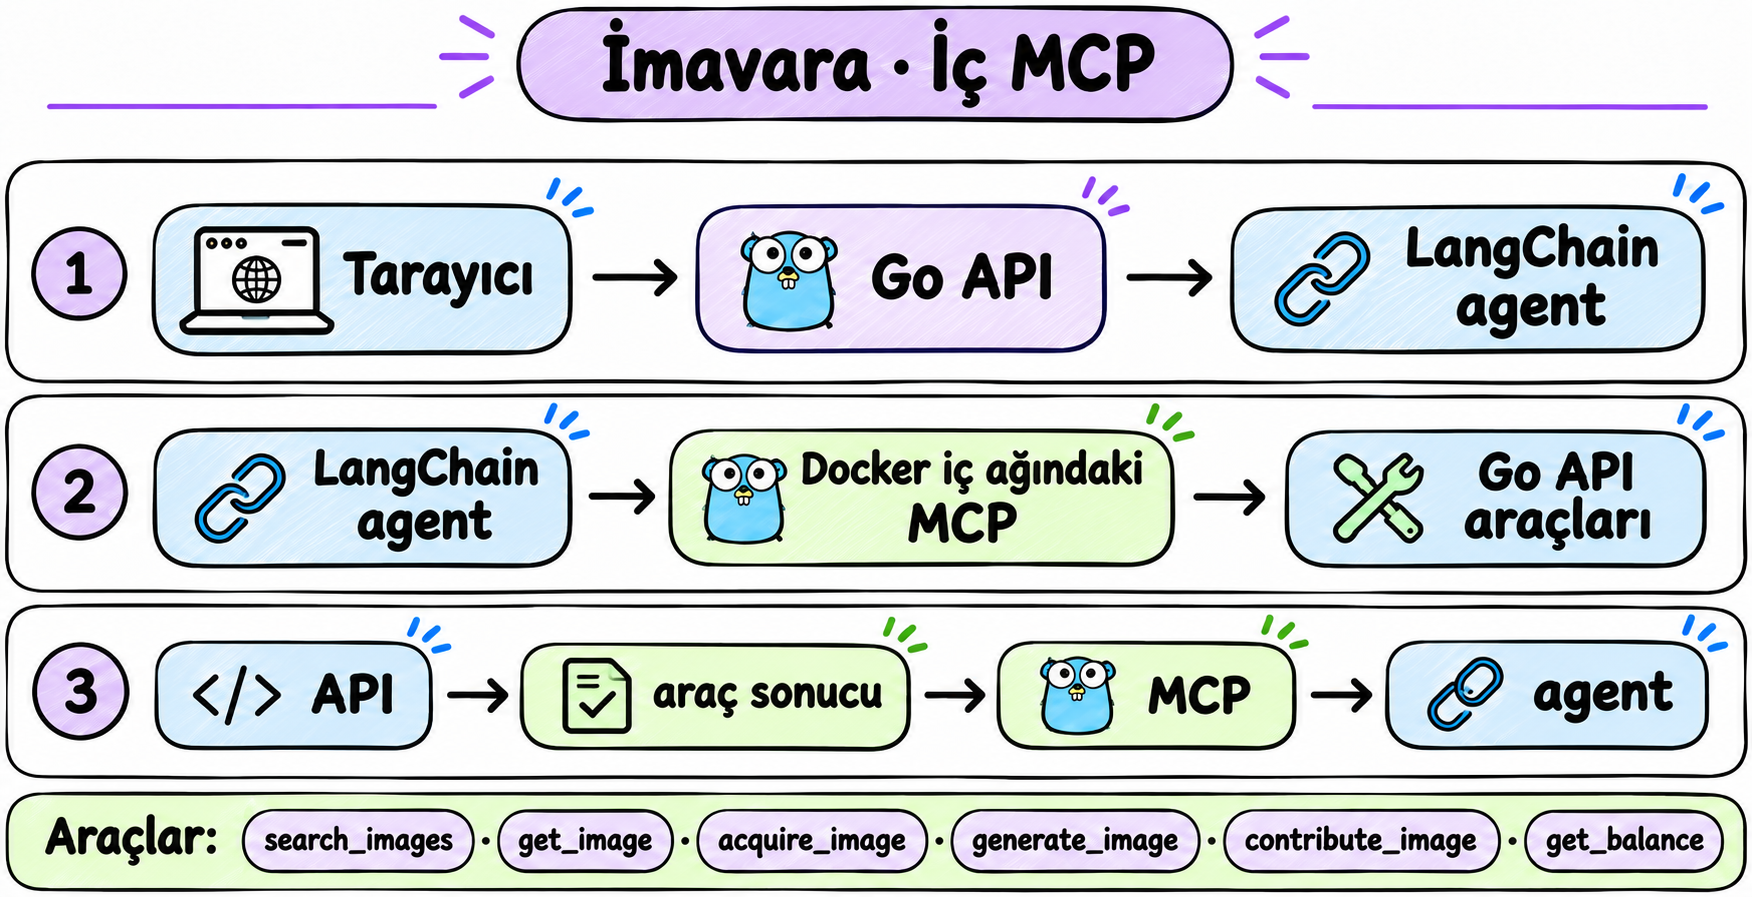 İmavara · İç MCP
1
Tarayıcı
Go API
LangChain
agent
2
LangChain
agent
Docker iç ağındaki
MCP
Go API
araçları
3
</> API
araç sonucu
MCP
agent
Araçlar: search_images · get_image · acquire_image · generate_image · contribute_image · get_balance